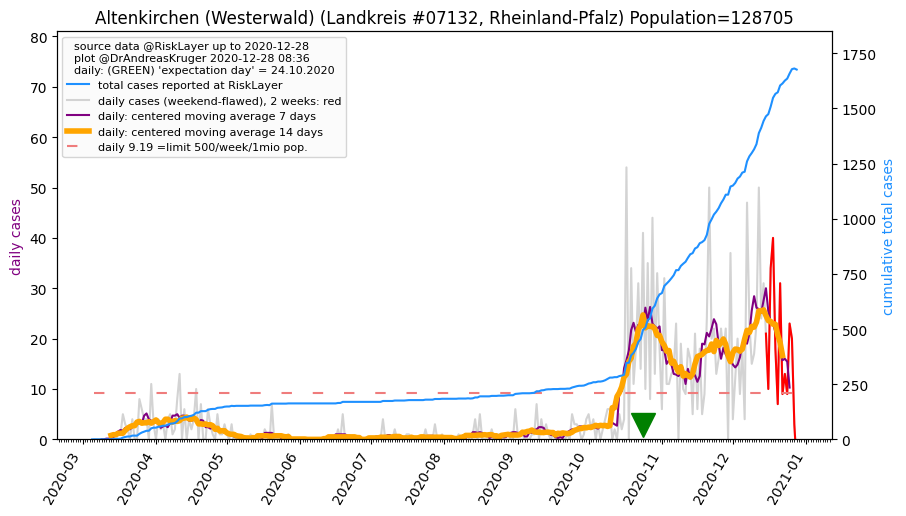 Altenkirchen (Westerwald) (Landkreis #07132, Rheinland-Pfalz) Population=128705
source data @RiskLayer up to 2020-12-28
plot @DrAndreasKruger 2020-12-28 08:36
daily: (GREEN) 'expectation day' = 24.10.2020
total cases reported at RiskLayer
daily cases (weekend-flawed), 2 weeks: red
daily: centered moving average 7 days
daily: centered moving average 14 days
daily 9.19 =limit 500/week/1mio pop.
daily cases
80
70
60
50
40
30
20
10
0
cumulative total cases
1750
1500
1250
1000
750
500
250
0
2020-03
2020-04
2020-05
2020-06
2020-07
2020-08
2020-09
2020-10
2020-11
2020-12
2021-01